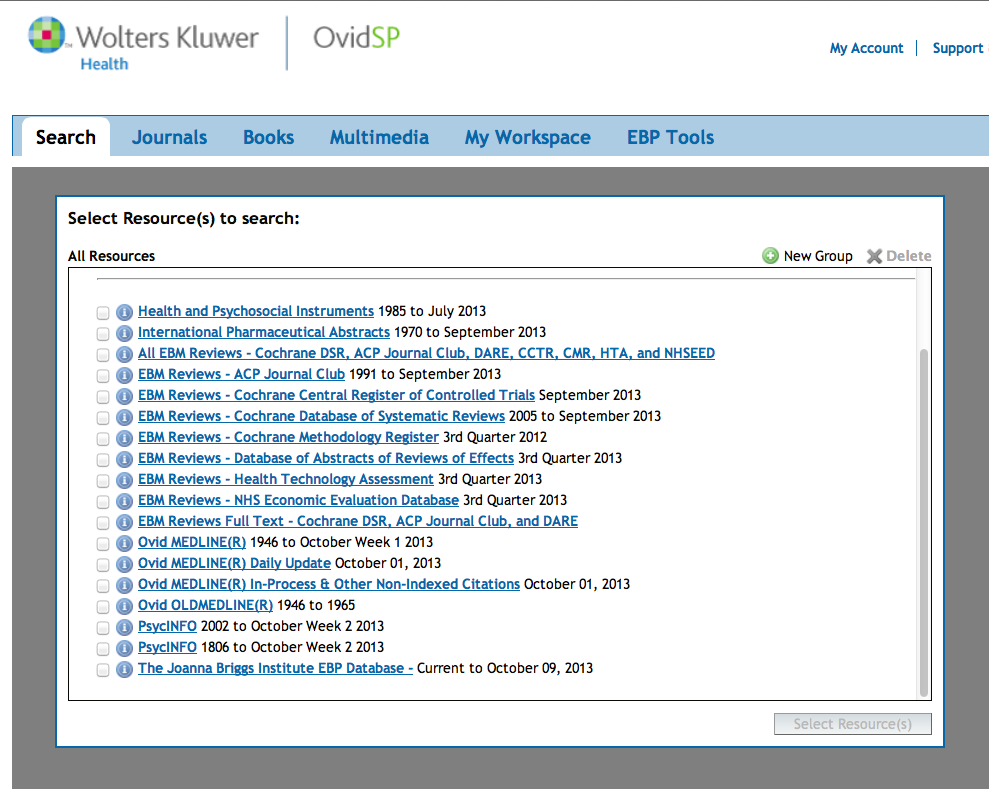 Wolters Kluwer
Health
OvidSP
My Account
Support
Search
Journals
Books
Multimedia
My Workspace
EBP Tools
Select Resource(s) to search:
All Resources
New Group
Delete
Health and Psychosocial Instruments 1985 to July 2013
International Pharmaceutical Abstracts 1970 to September 2013
All EBM Reviews - Cochrane DSR, ACP Journal Club, DARE, CCTR, CMR, HTA, and NHSEED
EBM Reviews - ACP Journal Club 1991 to September 2013
EBM Reviews - Cochrane Central Register of Controlled Trials September 2013
EBM Reviews - Cochrane Database of Systematic Reviews 2005 to September 2013
EBM Reviews - Cochrane Methodology Register 3rd Quarter 2012
EBM Reviews - Database of Abstracts of Reviews of Effects 3rd Quarter 2013
EBM Reviews - Health Technology Assessment 3rd Quarter 2013
EBM Reviews - NHS Economic Evaluation Database 3rd Quarter 2013
EBM Reviews Full Text - Cochrane DSR, ACP Journal Club, and DARE
Ovid MEDLINE(R) 1946 to October Week 1 2013
Ovid MEDLINE(R) Daily Update October 01, 2013
Ovid MEDLINE(R) In-Process & Other Non-Indexed Citations October 01, 2013
Ovid OLDMEDLINE(R) 1946 to 1965
PsycINFO 2002 to October Week 2 2013
PsycINFO 1806 to October Week 2 2013
The Joanna Briggs Institute EBP Database - Current to October 09, 2013
Select Resource(s)